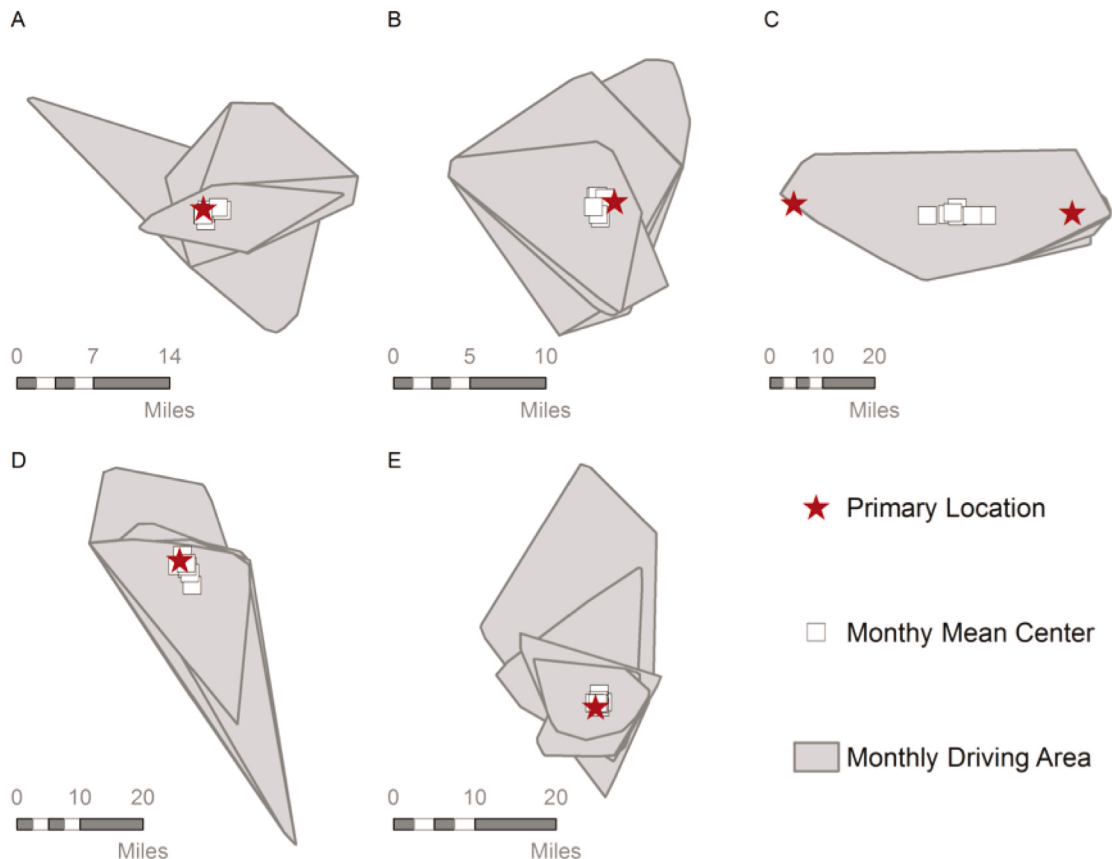 A
B
C
0 7 14
Miles
0 5 10
Miles
0 10 20
Miles
D
E
Primary Location
Monthy Mean Center
Monthly Driving Area
0 10 20
Miles
0 10 20
Miles